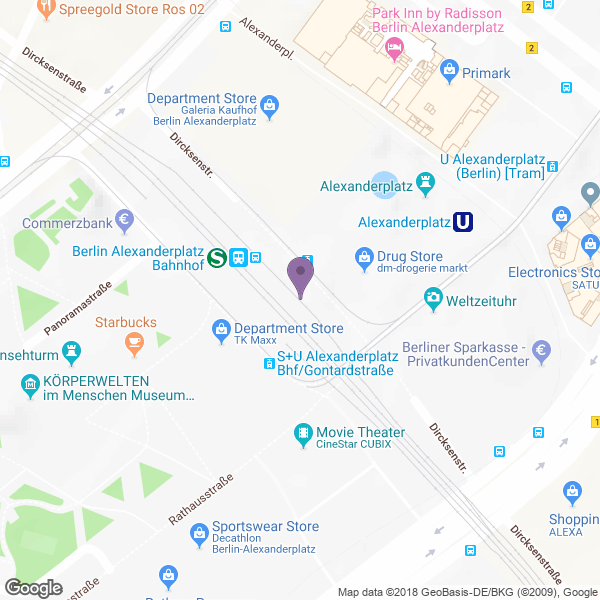 Spreegold Store Ros 02
Park Inn by Radisson
Berlin Alexanderplatz
Alexanderpl.
2
2
Primark
Dircksenstraße
Department Store
Galeria Kaufhof
Berlin Alexanderplatz
Dircksenstr.
U Alexanderplatz
(Berlin) [Tram]
Alexanderplatz
Commerzbank
€
Alexanderplatz
U
Berlin Alexanderplatz
Bahnhof
S
Drug Store
dm-drogerie markt
Electronics Sto
SATU
Panoramastraße
Weltzeituhr
Starbucks
Department Store
TK Maxx
nsehturm
S+U Alexanderplatz
Bhf/Gontardstraße
Berliner Sparkasse -
PrivatkundenCenter
€
KÖRPERWELTEN
im Menschen Museum...
1
Movie Theater
CineStar CUBIX
Dircksenstr.
Rathausstraße
Shoppin
ALEXA
Sportswear Store
Decathlon
Berlin-Alexanderplatz
Dircksenstraße
Google
Map data ©2018 GeoBasis-DE/BKG (©2009), Google